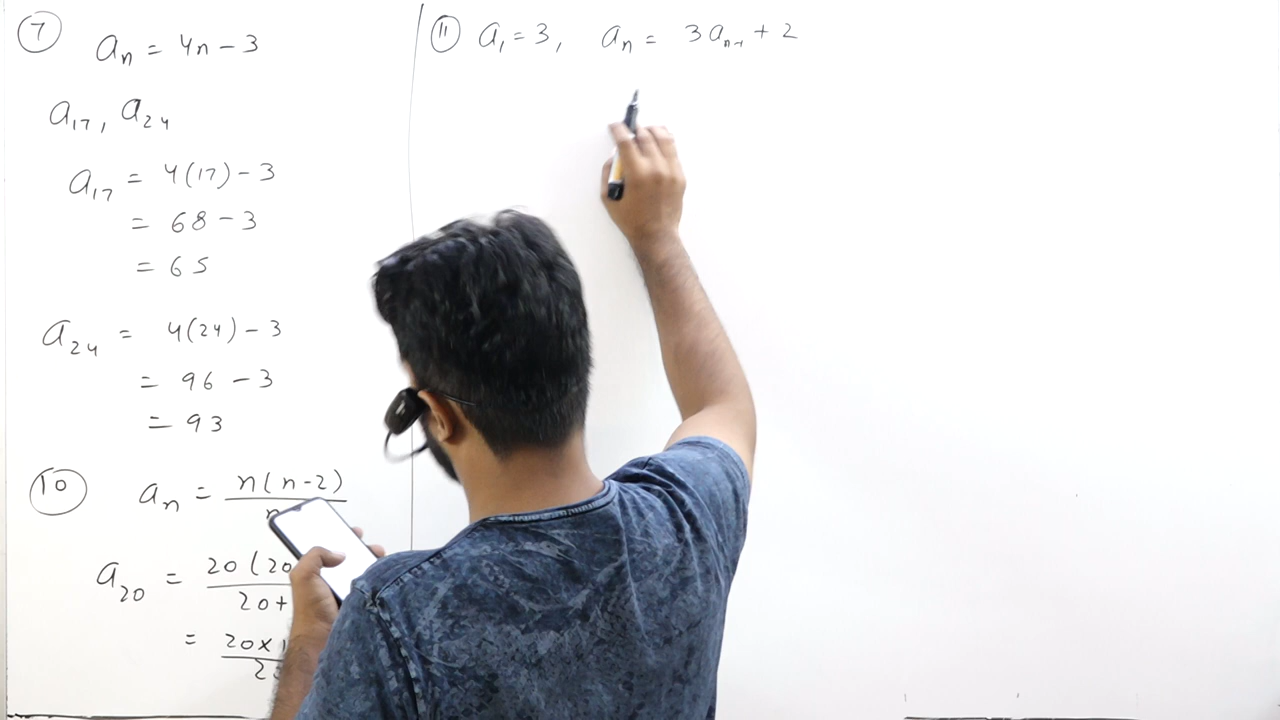 7
aₙ = 4n - 3
a₁₇, a₂₄
a₁₇ = 4(17) - 3
= 68 - 3
= 65
a₂₄ = 4(24) - 3
= 96 - 3
= 93
10
aₙ = n(n-2)
a₂₀ = 20(20
20+
= 20×
11 a₁ = 3, aₙ = 3aₙ₋₁ + 2